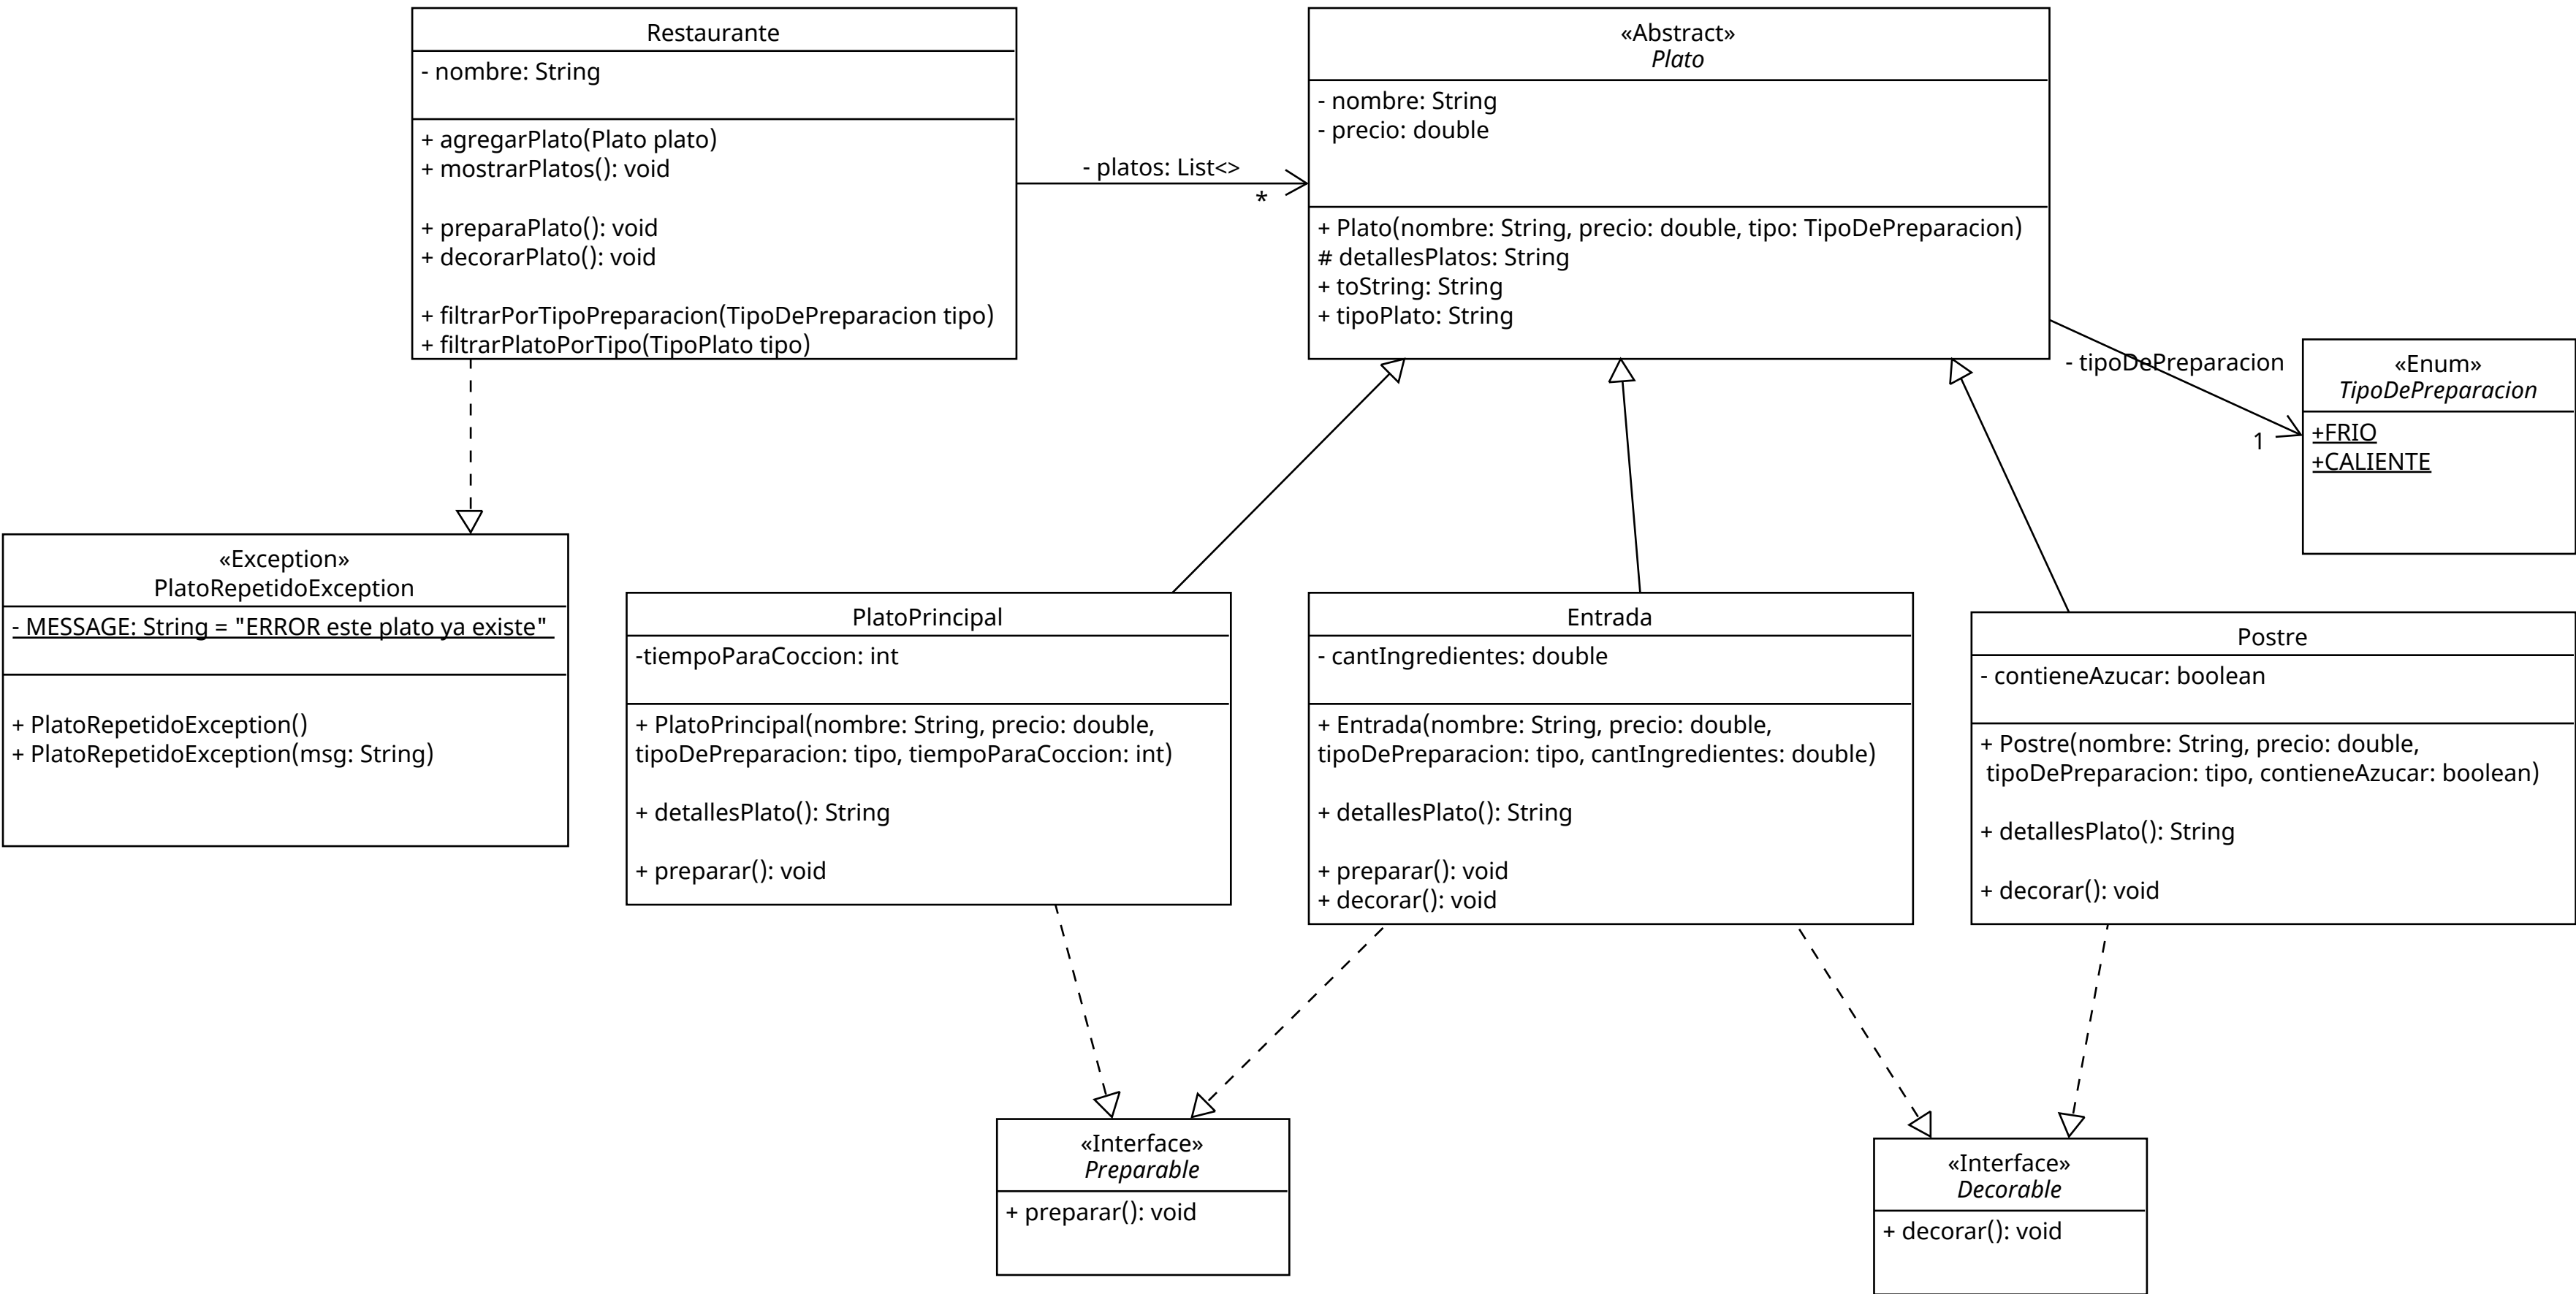 Restaurante
- nombre: String
+ agregarPlato(Plato plato)
+ mostrarPlatos(): void
+ preparaPlato(): void
+ decorarPlato(): void
+ filtrarPorTipoPreparacion(TipoDePreparacion tipo)
+ filtrarPlatoPorTipo(TipoPlato tipo)
- platos: List<>
*
«Abstract»
Plato
- nombre: String
- precio: double
+ Plato(nombre: String, precio: double, tipo: TipoDePreparacion)
# detallesPlatos: String
+ toString: String
+ tipoPlato: String
- tipoDePreparacion
1
«Enum»
TipoDePreparacion
+FRIO
+CALIENTE
«Exception»
PlatoRepetidoException
- MESSAGE: String = "ERROR este plato ya existe"
+ PlatoRepetidoException()
+ PlatoRepetidoException(msg: String)
PlatoPrincipal
-tiempoParaCoccion: int
+ PlatoPrincipal(nombre: String, precio: double,
tipoDePreparacion: tipo, tiempoParaCoccion: int)
+ detallesPlato(): String
+ preparar(): void
Entrada
- cantIngredientes: double
+ Entrada(nombre: String, precio: double,
tipoDePreparacion: tipo, cantIngredientes: double)
+ detallesPlato(): String
+ preparar(): void
+ decorar(): void
Postre
- contieneAzucar: boolean
+ Postre(nombre: String, precio: double,
tipoDePreparacion: tipo, contieneAzucar: boolean)
+ detallesPlato(): String
+ decorar(): void
«Interface»
Preparable
+ preparar(): void
«Interface»
Decorable
+ decorar(): void